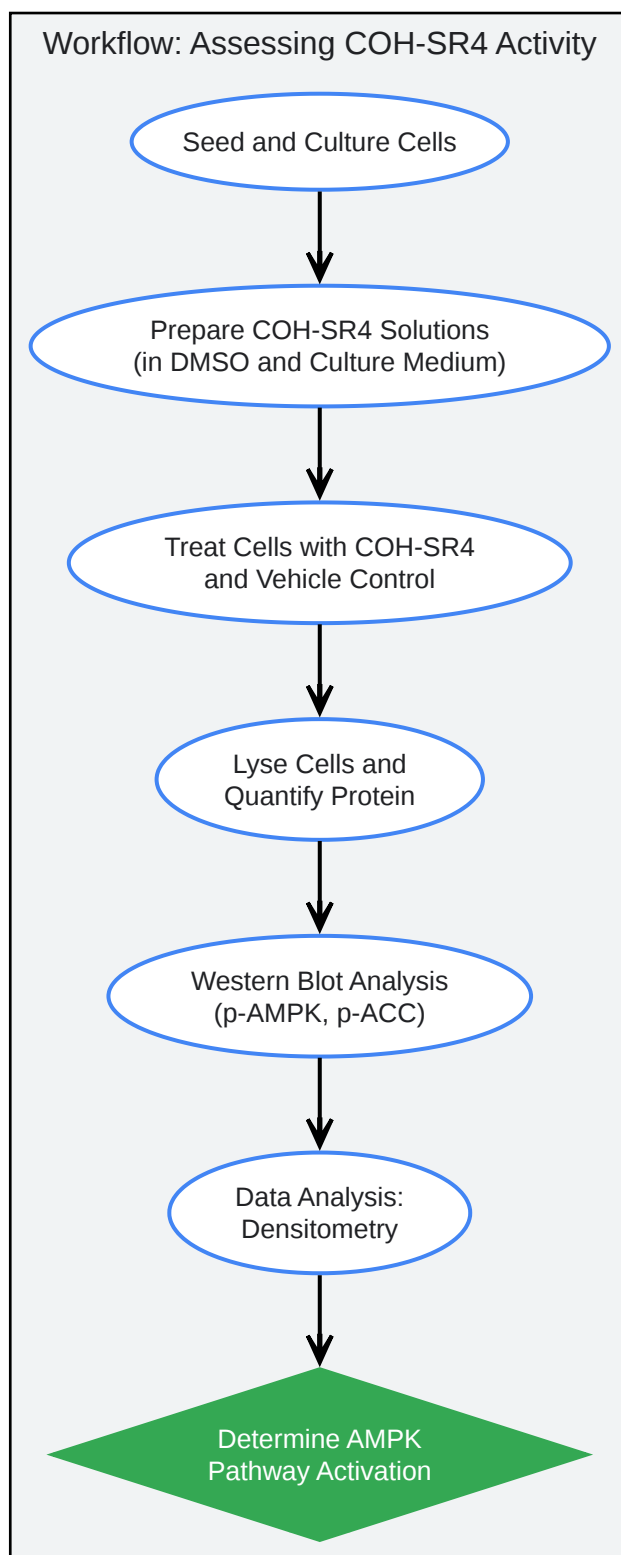 Workflow: Assessing COH-SR4 Activity
Seed and Culture Cells
Prepare COH-SR4 Solutions
(in DMSO and Culture Medium)
Treat Cells with COH-SR4
and Vehicle Control
Lyse Cells and
Quantify Protein
Western Blot Analysis
(p-AMPK, p-ACC)
Data Analysis:
Densitometry
Determine AMPK
Pathway Activation